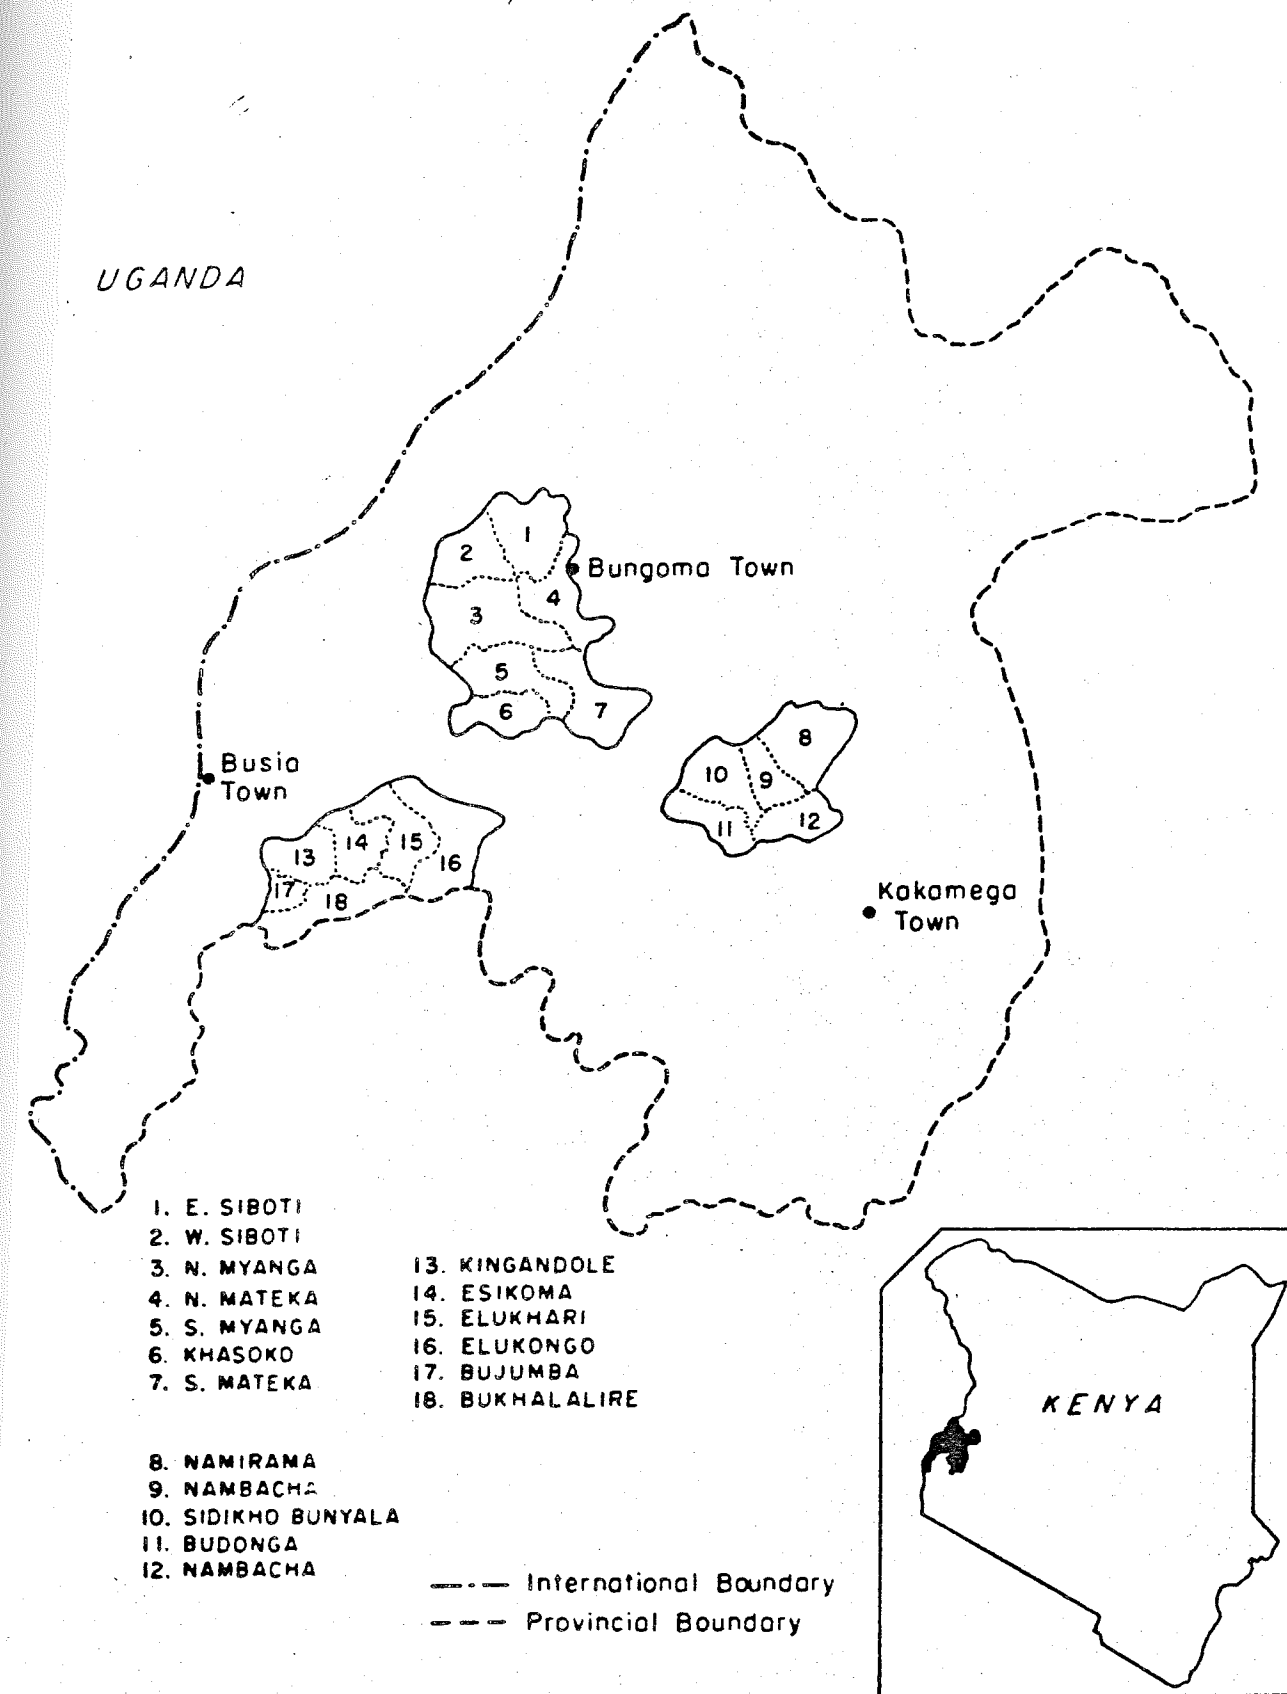 UGANDA
1
2
Bungoma Town
4
3
5
6
7
8
10
9
Busia
Town
11
12
13
14
15
16
17
18
Kakamega
Town
1. E. SIBOTI
2. W. SIBOTI
3. N. MYANGA
4. N. MATEKA
5. S. MYANGA
6. KHASOKO
7. S. MATEKA
8. NAMIRAMA
9. NAMBACHA
10. SIDIKHO BUNYALA
11. BUDONGA
12. NAMBACHA
13. KINGANDOLE
14. ESIKOMA
15. ELUKHARI
16. ELUKONGO
17. BUJUMBA
18. BUKHALALIRE
KENYA
International Boundary
Provincial Boundary